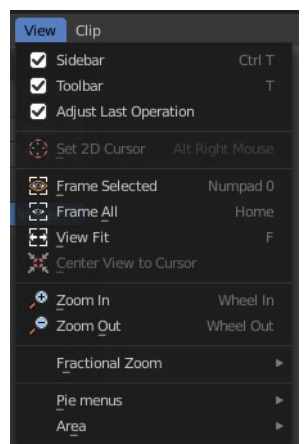 View Clip
Sidebar Ctrl T
Toolbar T
Adjust Last Operation
Set 2D Cursor Alt Right Mouse
Frame Selected Numpad 0
Frame All Home
View Fit F
Center View to Cursor
Zoom In Wheel In
Zoom Out Wheel Out
Fractional Zoom
Pie menus
Area